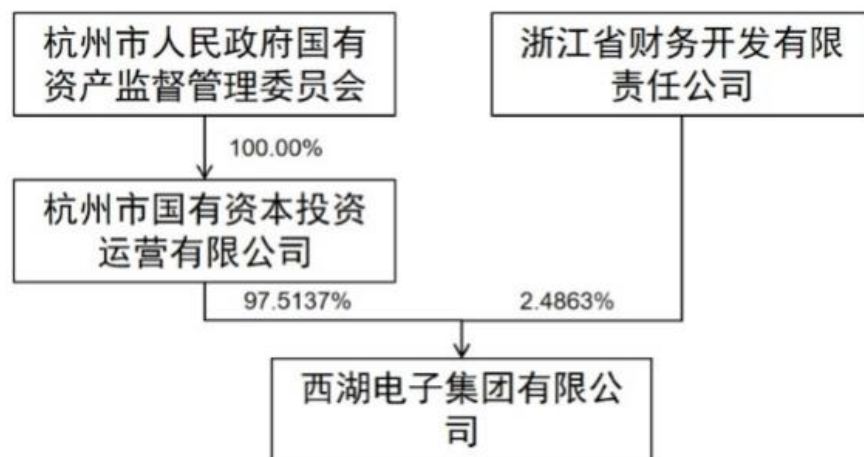 杭州市人民政府国有
资产监督管理委员会
浙江省财务开发有限
责任公司
100.00%
杭州市国有资本投资
运营有限公司
97.5137%
2.4863%
西湖电子集团有限公
司